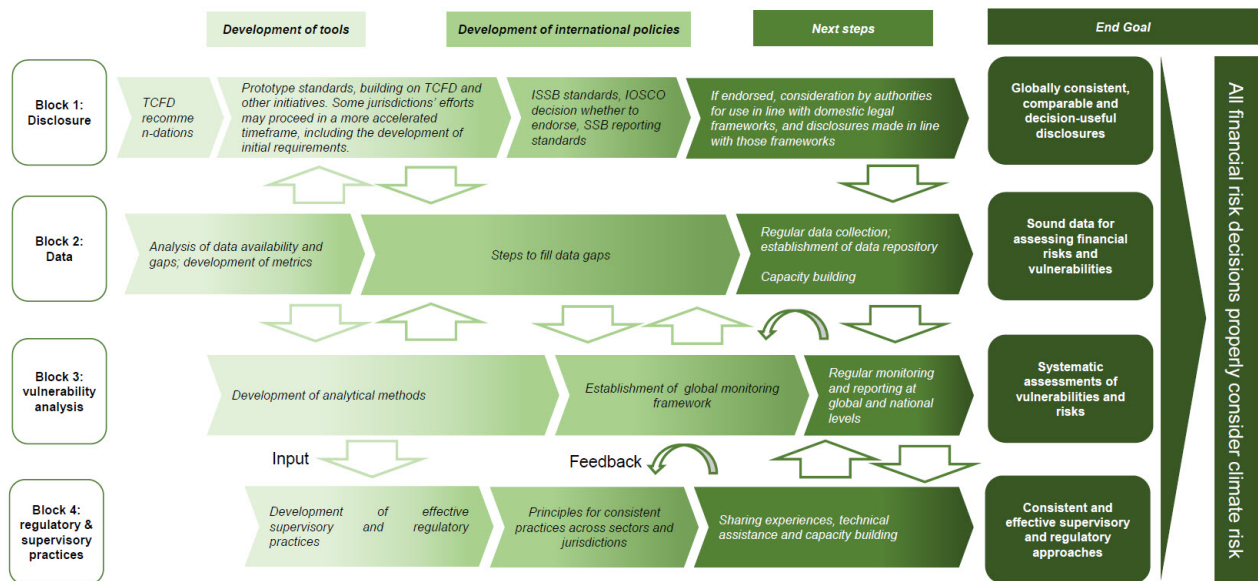 Development of tools
Development of international policies
Next steps
End Goal
Block 1:
Disclosure
TCFD
recomme
n-dations
Prototype standards, building on TCFD and
other initiatives. Some jurisdictions' efforts
may proceed in a more accelerated
timeframe, including the development of
initial requirements.
ISSB standards, IOSCO
decision whether to
endorse, SSB reporting
standards
If endorsed, consideration by authorities
for use in line with domestic legal
frameworks, and disclosures made in line
with those frameworks
Globally consistent,
comparable and
decision-useful
disclosures
Block 2:
Data
Analysis of data availability and
gaps; development of metrics
Steps to fill data gaps
Regular data collection;
establishment of data repository
Capacity building
Sound data for
assessing financial
risks and
vulnerabilities
Block 3:
vulnerability
analysis
Development of analytical methods
Establishment of global monitoring
framework
Regular monitoring
and reporting at
global and national
levels
Systematic
assessments of
vulnerabilities and
risks
Input
Feedback
Block 4:
regulatory &
supervisory
practices
Development of effective
supervisory and regulatory
practices
Principles for consistent
practices across sectors and
jurisdictions
Sharing experiences, technical
assistance and capacity building
Consistent and
effective supervisory
and regulatory
approaches
All financial risk decisions properly consider climate risk